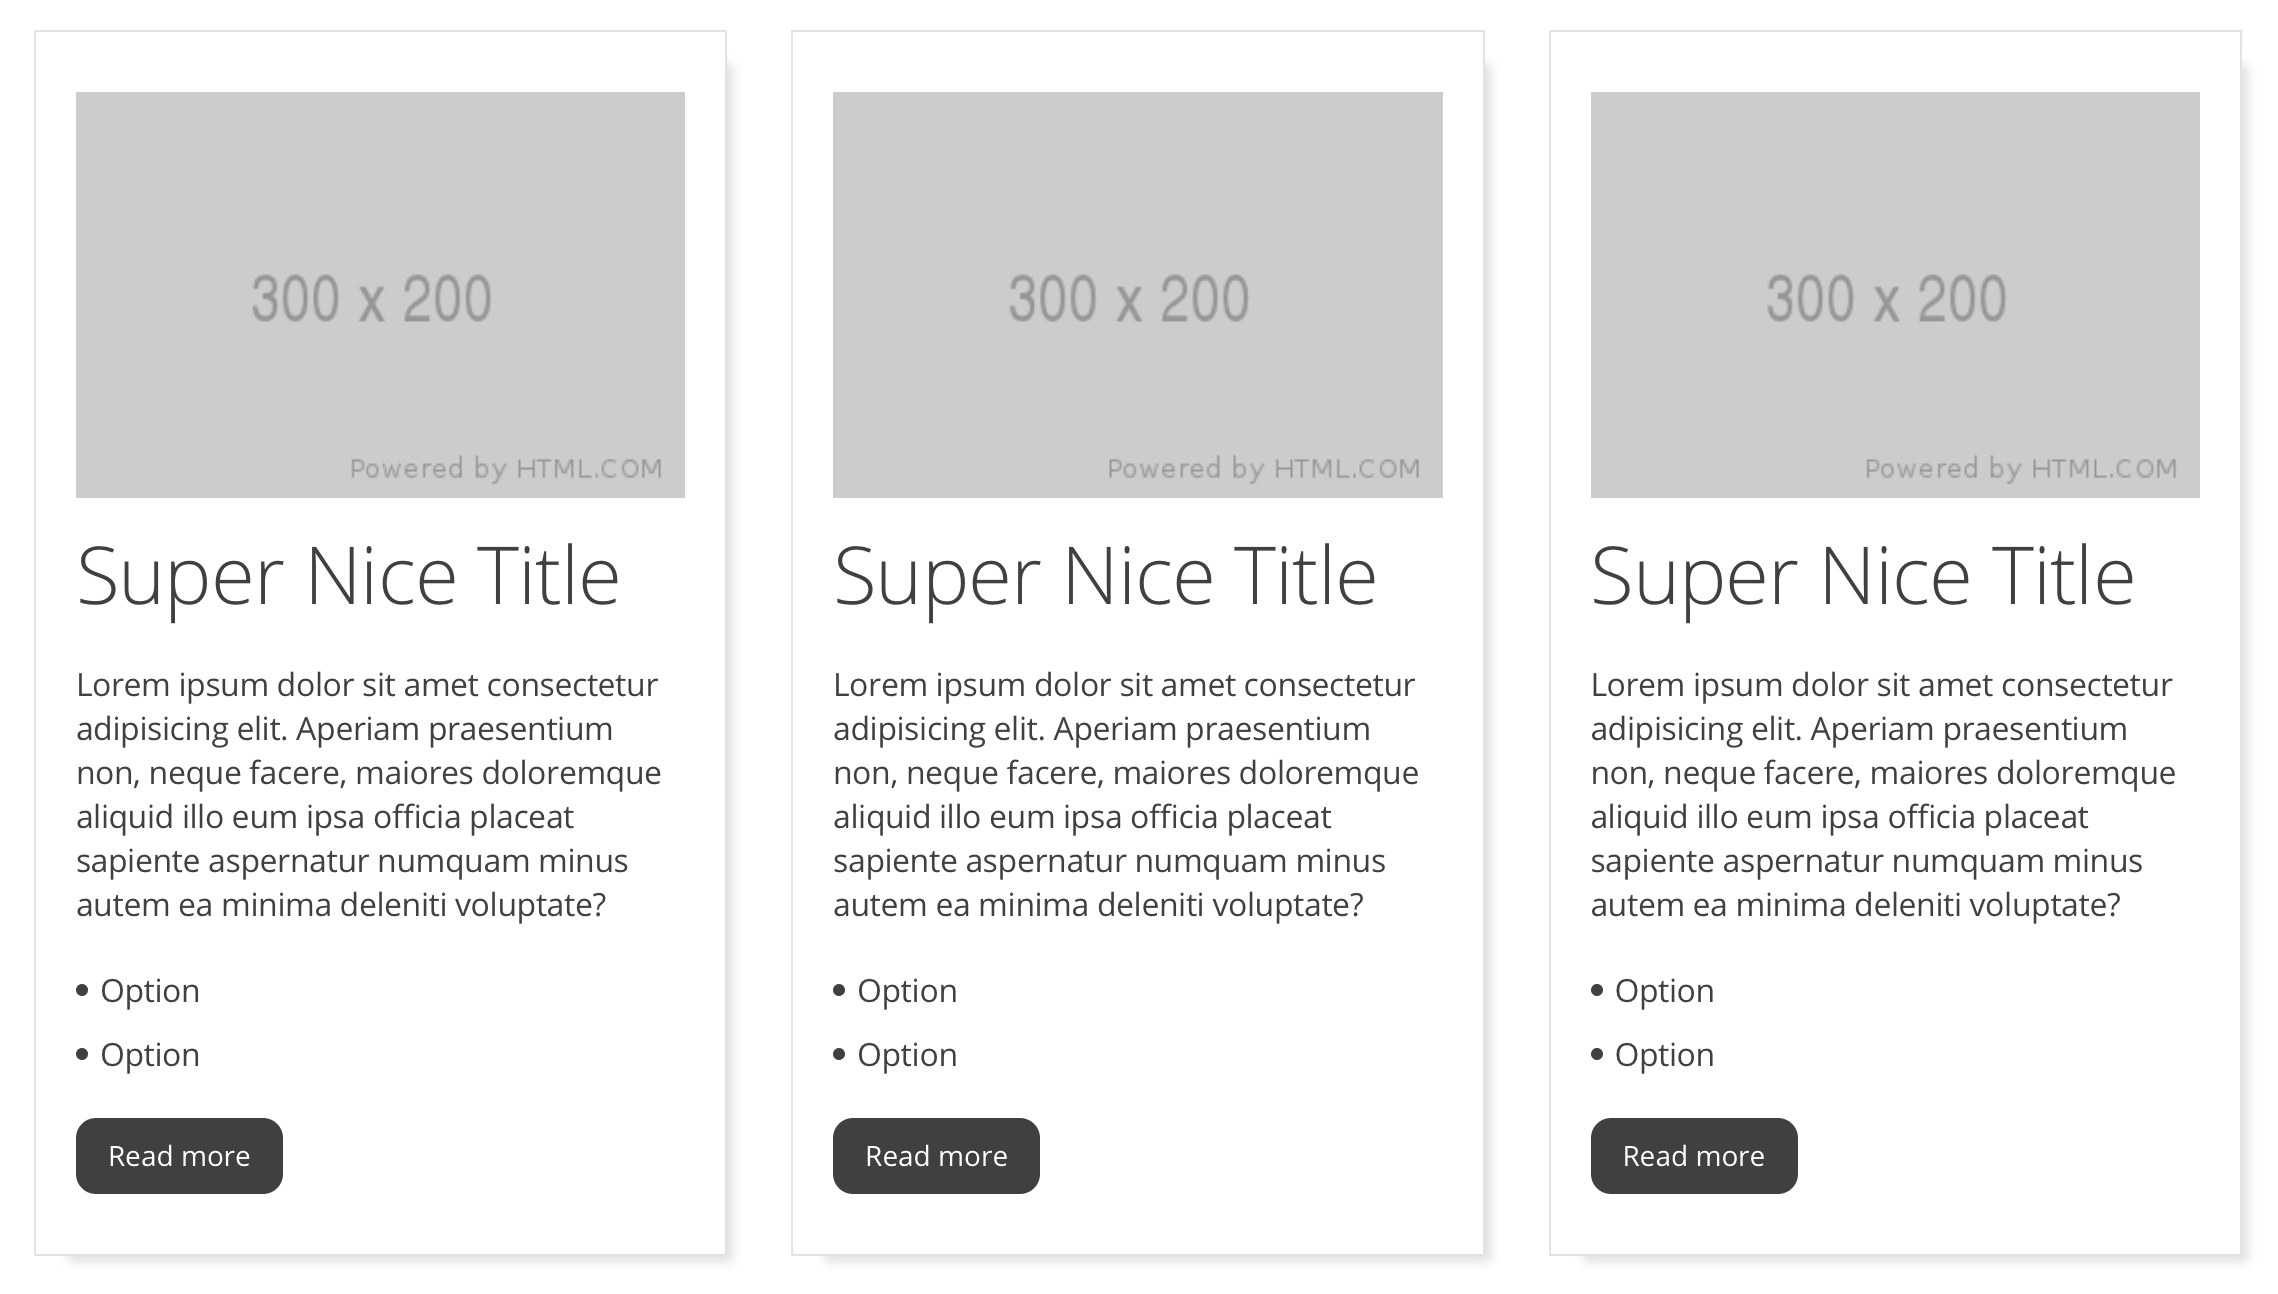 300 x 200
Powered by HTML.COM
Super Nice Title
Lorem ipsum dolor sit amet consectetur
adipisicing elit. Aperiam praesentium
non, neque facere, maiores doloremque
aliquid illo eum ipsa officia placeat
sapiente aspernatur numquam minus
autem ea minima deleniti voluptate?
• Option
• Option
Read more
300 x 200
Powered by HTML.COM
Super Nice Title
Lorem ipsum dolor sit amet consectetur
adipisicing elit. Aperiam praesentium
non, neque facere, maiores doloremque
aliquid illo eum ipsa officia placeat
sapiente aspernatur numquam minus
autem ea minima deleniti voluptate?
• Option
• Option
Read more
300 x 200
Powered by HTML.COM
Super Nice Title
Lorem ipsum dolor sit amet consectetur
adipisicing elit. Aperiam praesentium
non, neque facere, maiores doloremque
aliquid illo eum ipsa officia placeat
sapiente aspernatur numquam minus
autem ea minima deleniti voluptate?
• Option
• Option
Read more